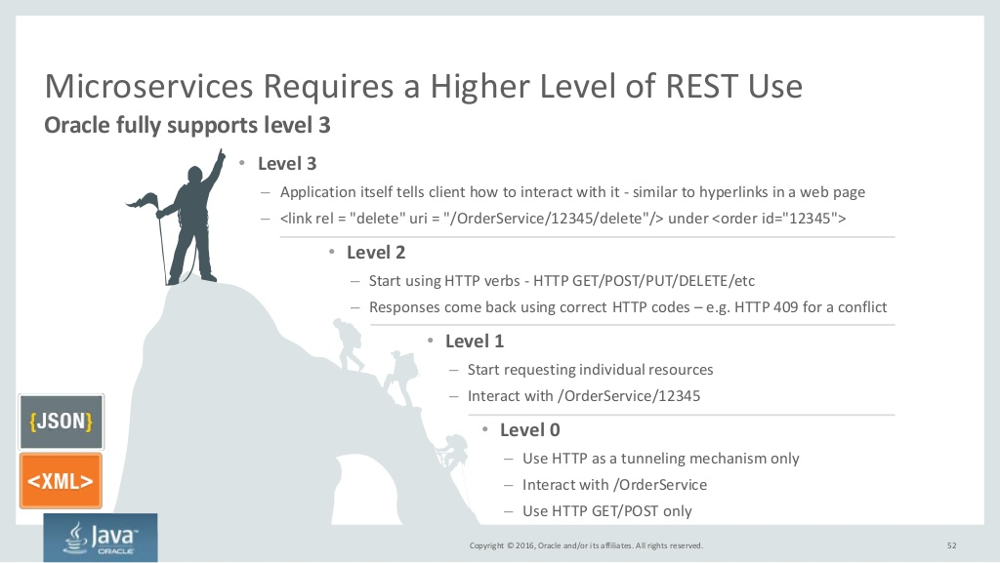 Microservices Requires a Higher Level of REST Use
Oracle fully supports level 3
• Level 3
– Application itself tells client how to interact with it - similar to hyperlinks in a web page
– <link rel = "delete" uri = "/OrderService/12345/delete"/> under <order id="12345">
• Level 2
– Start using HTTP verbs - HTTP GET/POST/PUT/DELETE/etc
– Responses come back using correct HTTP codes – e.g. HTTP 409 for a conflict
• Level 1
– Start requesting individual resources
– Interact with /OrderService/12345
• Level 0
– Use HTTP as a tunneling mechanism only
– Interact with /OrderService
– Use HTTP GET/POST only
{JSON}
<XML>
Java™
ORACLE
Copyright © 2016, Oracle and/or its affiliates. All rights reserved.
52